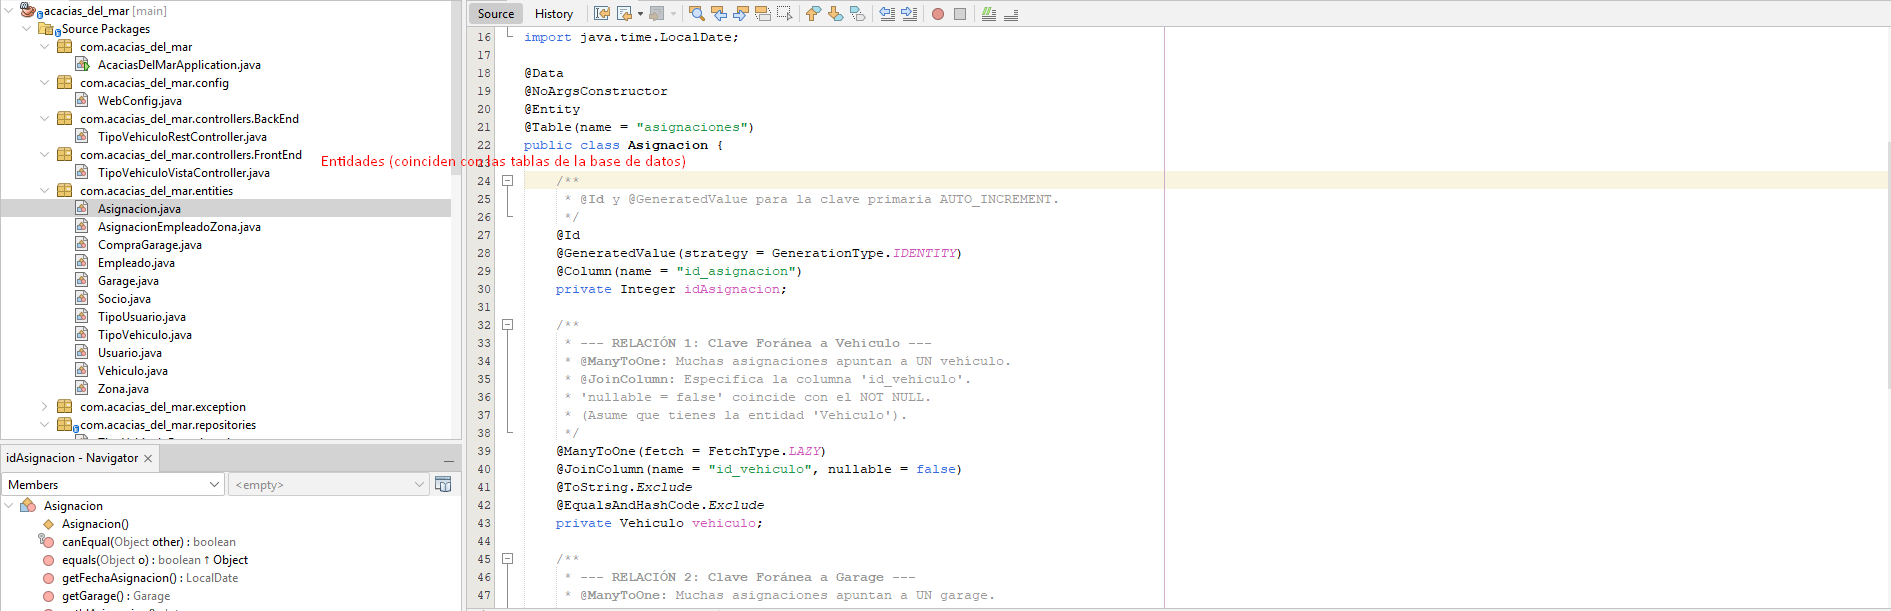 acacias_del_mar [main]
Source Packages
com.acacias_del_mar
AcaciasDelMarApplication.java
com.acacias_del_mar.config
WebConfig.java
com.acacias_del_mar.controllers.BackEnd
TipoVehiculoRestController.java
com.acacias_del_mar.controllers.FrontEnd
TipoVehiculoVistaController.java
com.acacias_del_mar.entities
Asignacion.java
AsignacionEmpleadoZona.java
CompraGarage.java
Empleado.java
Garage.java
Socio.java
TipoUsuario.java
TipoVehiculo.java
Usuario.java
Vehiculo.java
Zona.java
com.acacias_del_mar.exception
com.acacias_del_mar.repositories
Entidades (coinciden con las tablas de la base de datos)
idAsignacion - Navigator
Members
<empty>
Asignacion
Asignacion()
canEqual(Object other) : boolean
equals(Object o) : boolean ↑ Object
getFechaAsignacion() : LocalDate
getGarage() : Garage
Source History
16 import java.time.LocalDate;
17
18 @Data
19 @NoArgsConstructor
20 @Entity
21 @Table(name = "asignaciones")
22 public class Asignacion {
24 /**
25 * @Id y @GeneratedValue para la clave primaria AUTO_INCREMENT.
26 */
27 @Id
28 @GeneratedValue(strategy = GenerationType.IDENTITY)
29 @Column(name = "id_asignacion")
30 private Integer idAsignacion;
31
32 /**
33 * --- RELACIÓN 1: Clave Foránea a Vehiculo ---
34 * @ManyToOne: Muchas asignaciones apuntan a UN vehículo.
35 * @JoinColumn: Especifica la columna 'id_vehiculo'.
36 * 'nullable = false' coincide con el NOT NULL.
37 * (Asume que tienes la entidad 'Vehiculo').
38 */
39 @ManyToOne(fetch = FetchType.LAZY)
40 @JoinColumn(name = "id_vehiculo", nullable = false)
41 @ToString.Exclude
42 @EqualsAndHashCode.Exclude
43 private Vehiculo vehiculo;
44
45 /**
46 * --- RELACIÓN 2: Clave Foránea a Garage ---
47 * @ManyToOne: Muchas asignaciones apuntan a UN garage.